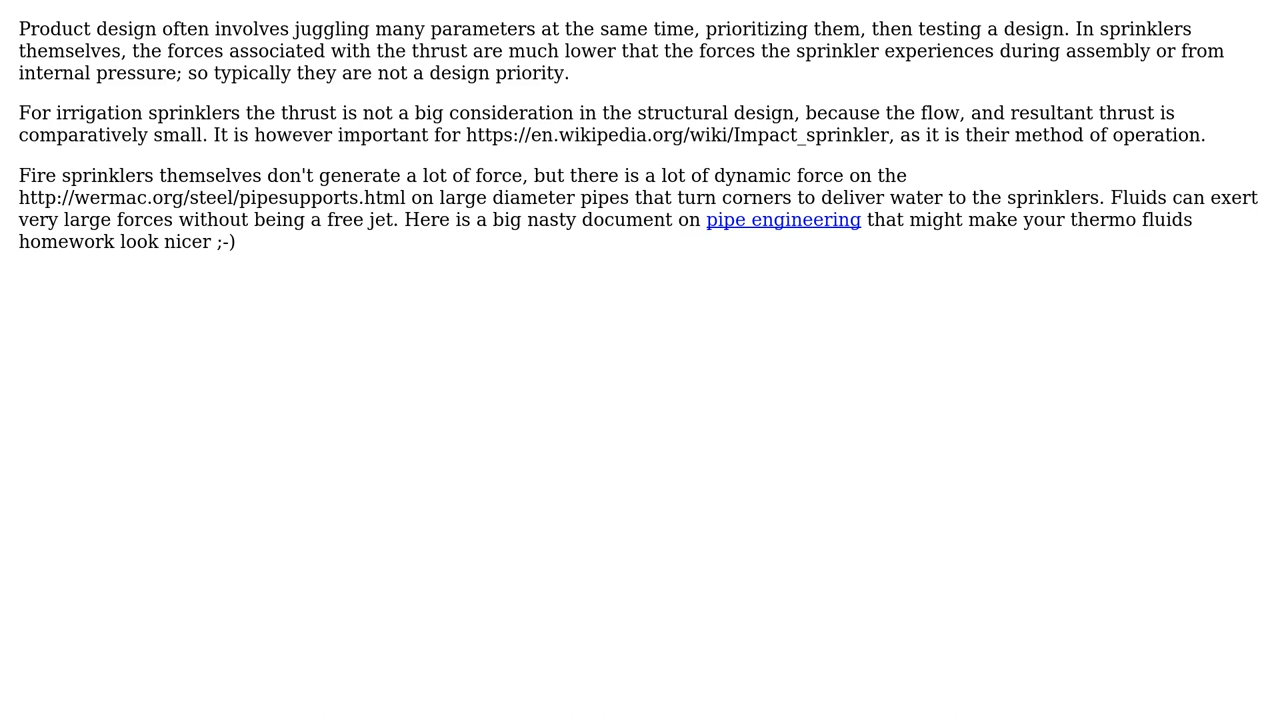 Product design often involves juggling many parameters at the same time, prioritizing them, then testing a design. In sprinklers
themselves, the forces associated with the thrust are much lower that the forces the sprinkler experiences during assembly or from
internal pressure; so typically they are not a design priority.
For irrigation sprinklers the thrust is not a big consideration in the structural design, because the flow, and resultant thrust is
comparatively small. It is however important for https://en.wikipedia.org/wiki/Impact_sprinkler, as it is their method of operation.
Fire sprinklers themselves don't generate a lot of force, but there is a lot of dynamic force on the
http://wermac.org/steel/pipesupports.html on large diameter pipes that turn corners to deliver water to the sprinklers. Fluids can exert
very large forces without being a free jet. Here is a big nasty document on pipe engineering that might make your thermo fluids
homework look nicer ;-)